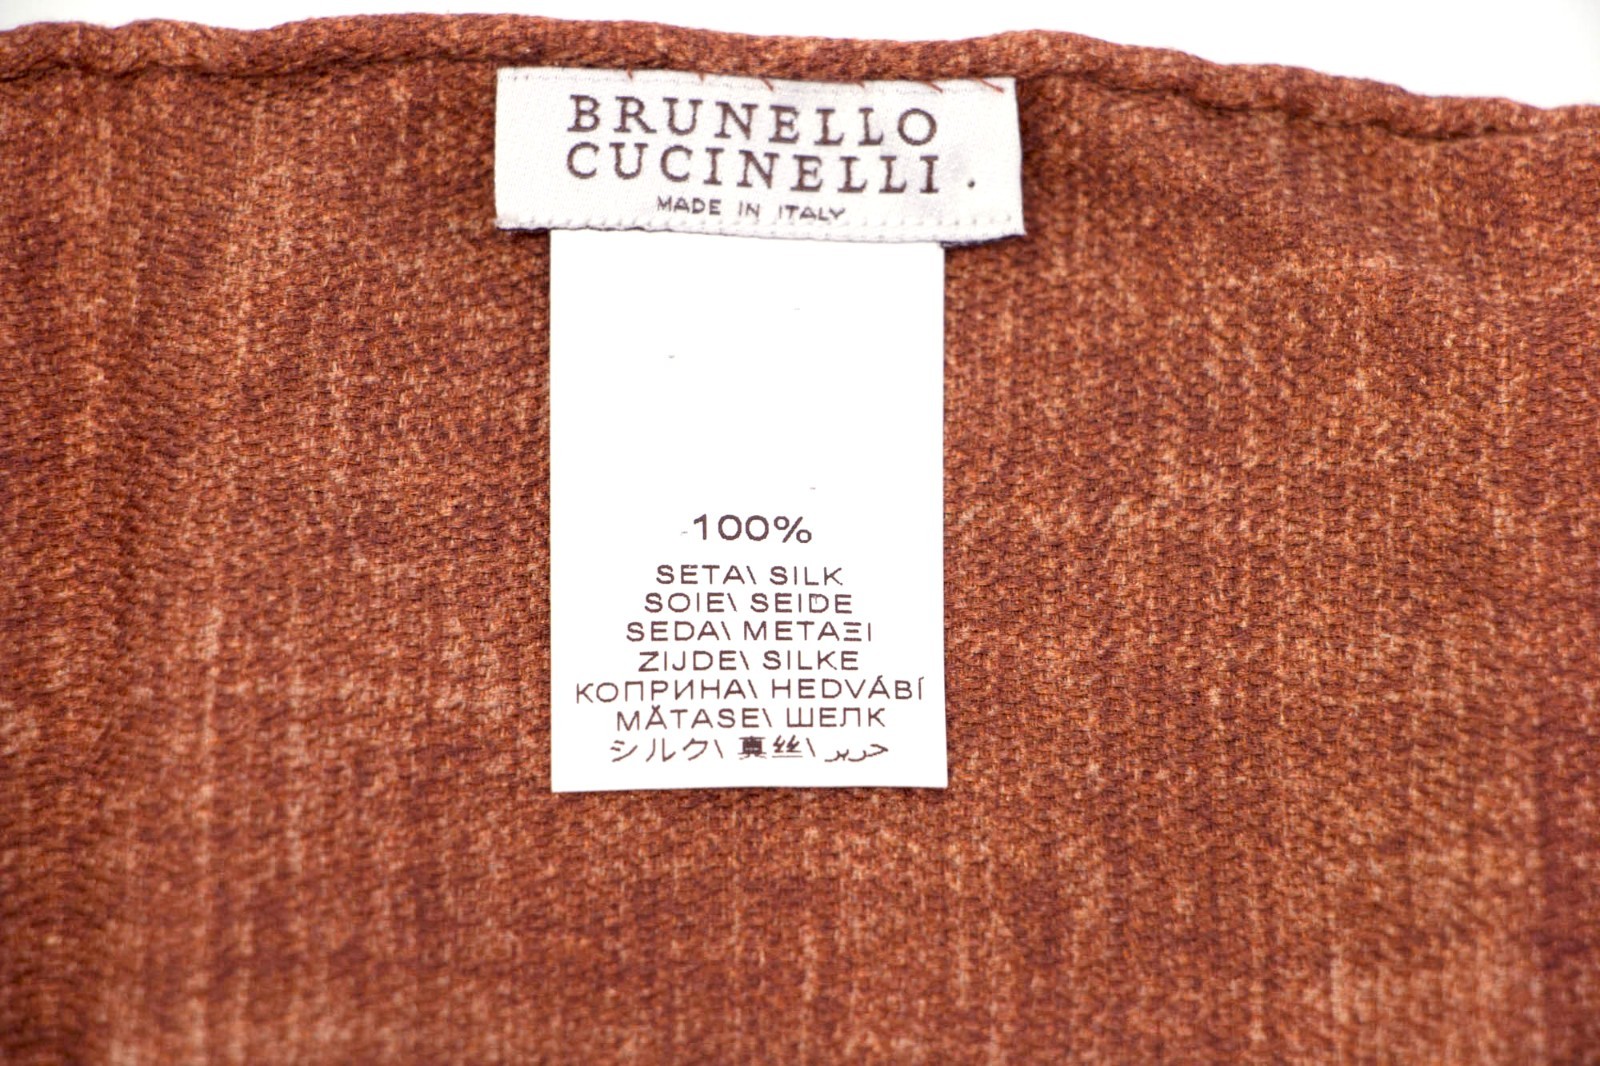 BRUNELLO
CUCINELLI.
MADE IN ITALY
100%
SETA\ SILK
SOIE\ SEIDE
SEDA\ ΜΕΤΑΞΙ
ZIJDE\ SILKE
КОПРИНА\ HEDVÁBÍ
MĂTASE\ ШЕЛК
シルク\ 真丝\ حرير